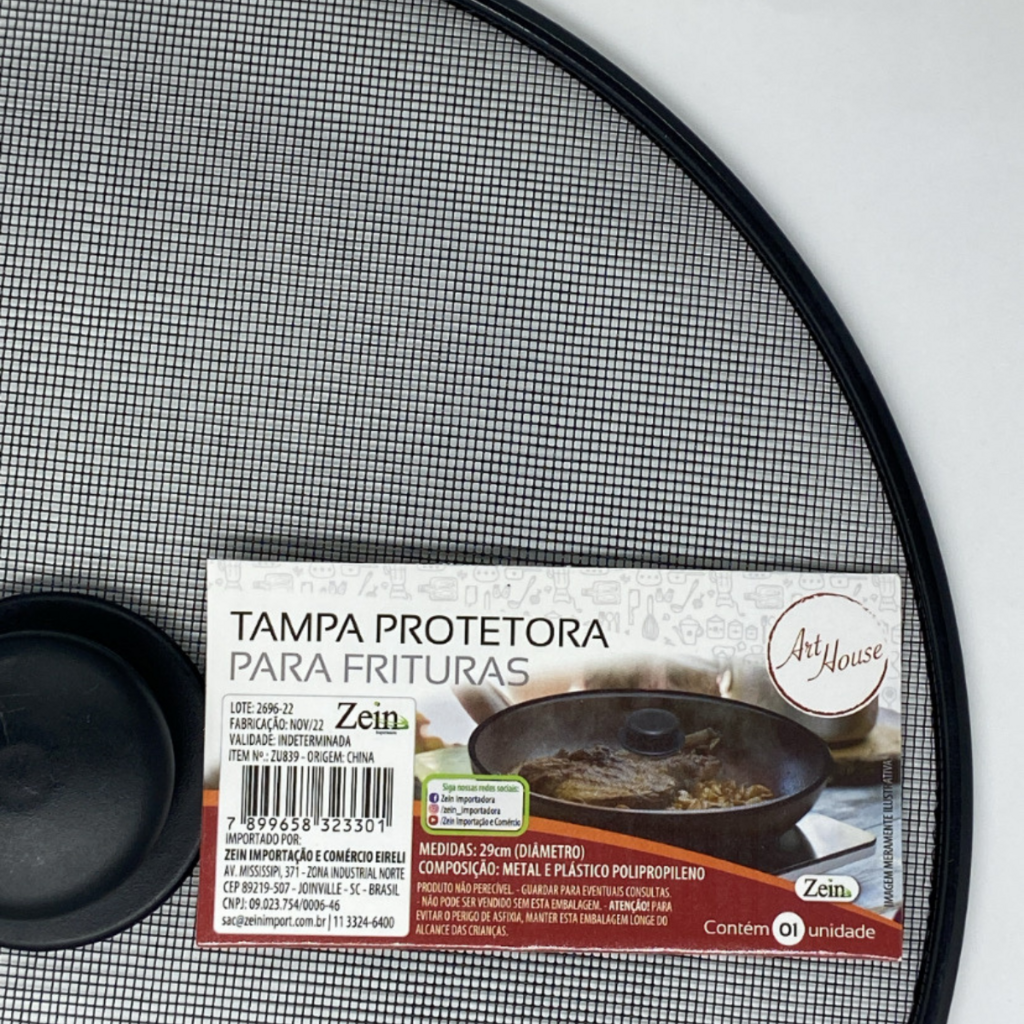 TAMPA PROTETORA
PARA FRITURAS
Art House
LOTE: 2696-22
FABRICAÇÃO: NOV/22
VALIDADE: INDETERMINADA
ITEM Nº.: ZU839 - ORIGEM: CHINA
Zein
7 899658 323301
IMPORTADO POR:
ZEIN IMPORTAÇÃO E COMÉRCIO EIRELI
AV. MISSISSIPI, 371 - ZONA INDUSTRIAL NORTE
CEP 89219-507 - JOINVILLE - SC - BRASIL
CNPJ: 09.023.754/0006-46
sac@zeinimport.com.br | 11 3324-6400
Siga nossas redes sociais:
/Zein importadora
/zein_importadora
/Zein Importação e Comércio
MEDIDAS: 29cm (DIÂMETRO)
COMPOSIÇÃO: METAL E PLÁSTICO POLIPROPILENO
PRODUTO NÃO PERECÍVEL. - GUARDAR PARA EVENTUAIS CONSULTAS.
- NÃO PODE SER VENDIDO SEM ESTA EMBALAGEM. - ATENÇÃO! PARA
EVITAR O PERIGO DE ASFIXIA, MANTER ESTA EMBALAGEM LONGE DO
ALCANCE DAS CRIANÇAS.
Zein
Contém 01 unidade
IMAGEM MERAMENTE ILUSTRATIVA